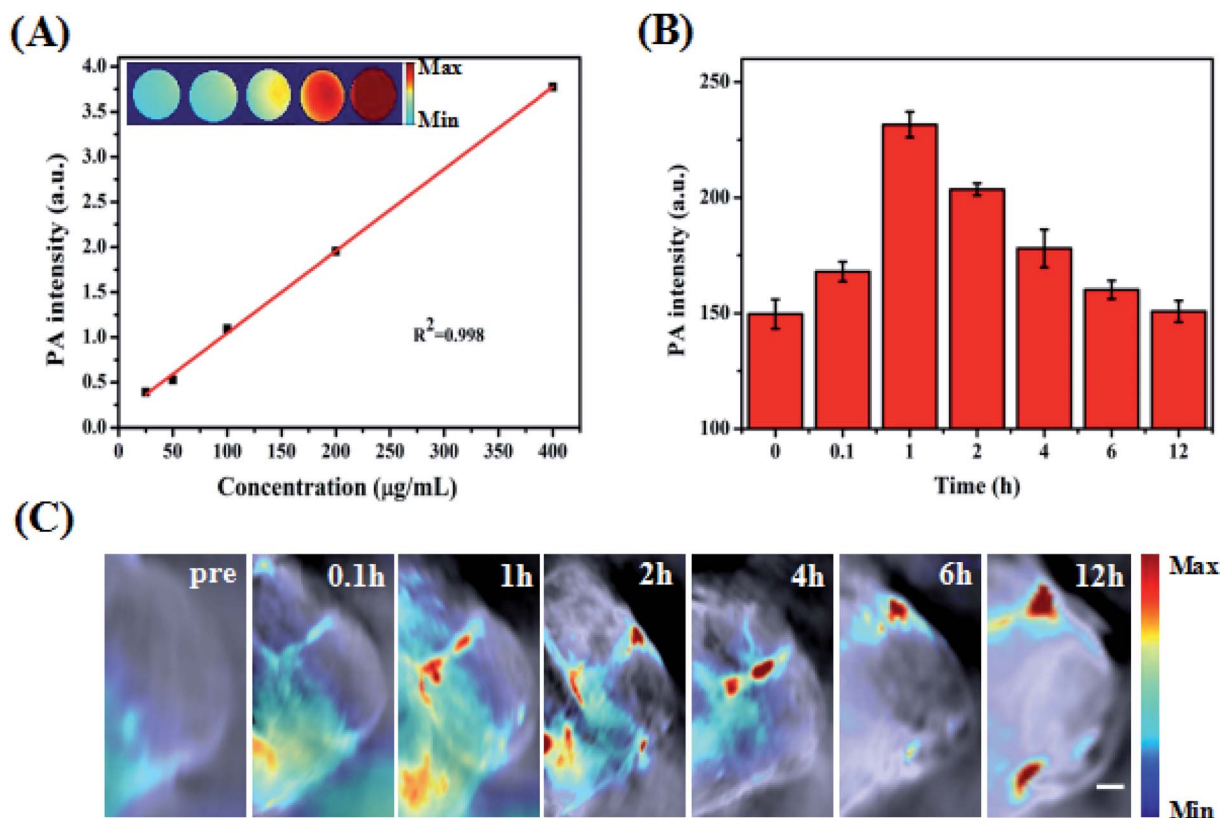 (A)
4.0
3.5
3.0
2.5
2.0
1.5
1.0
0.5
0.0
PA intensity (a.u.)
Max
Min
R²=0.998
0 50 100 150 200 250 300 350 400
Concentration (μg/mL)
(B)
250
200
150
100
PA intensity (a.u.)
0 0.1 1 2 4 6 12
Time (h)
(C)
pre 0.1h 1h 2h 4h 6h 12h
Max
Min